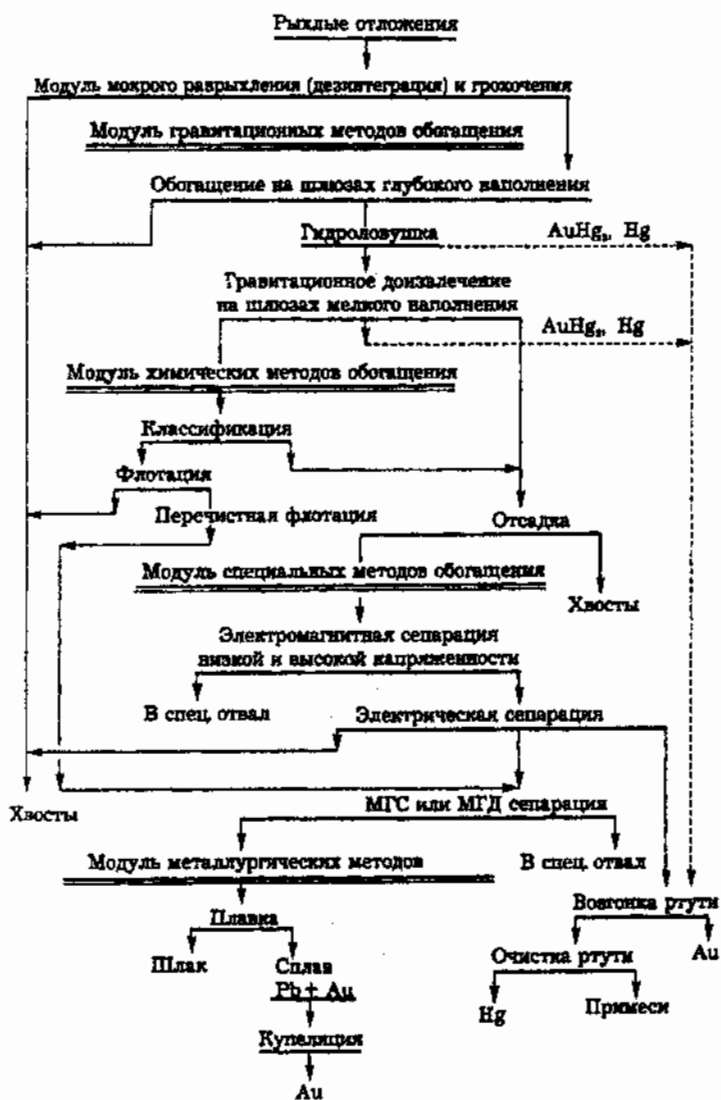 Рыхлые отложения
Модуль мокрого разрыхления (дезинтеграция) и грохочения
Модуль гравитационных методов обогащения
Обогащение на шлюзах глубокого наполнения
Гидроловушка
AuHg₂, Hg
Гравитационное доизвлечение
на шлюзах мелкого наполнения
AuHg₂, Hg
Модуль химических методов обогащения
Классификация
Флотация
Перечистная флотация
Отсадка
Модуль специальных методов обогащения
Хвосты
Электромагнитная сепарация
низкой и высокой напряженности
В спец. отвал
Электрическая сепарация
Хвосты
МГС или МГД сепарация
Модуль металлургических методов
В спец. отвал
Возгонка ртути
Плавка
Шлак
Сплав
Pb + Au
Очистка ртути
Au
Hg
Примеси
Купеляция
Au